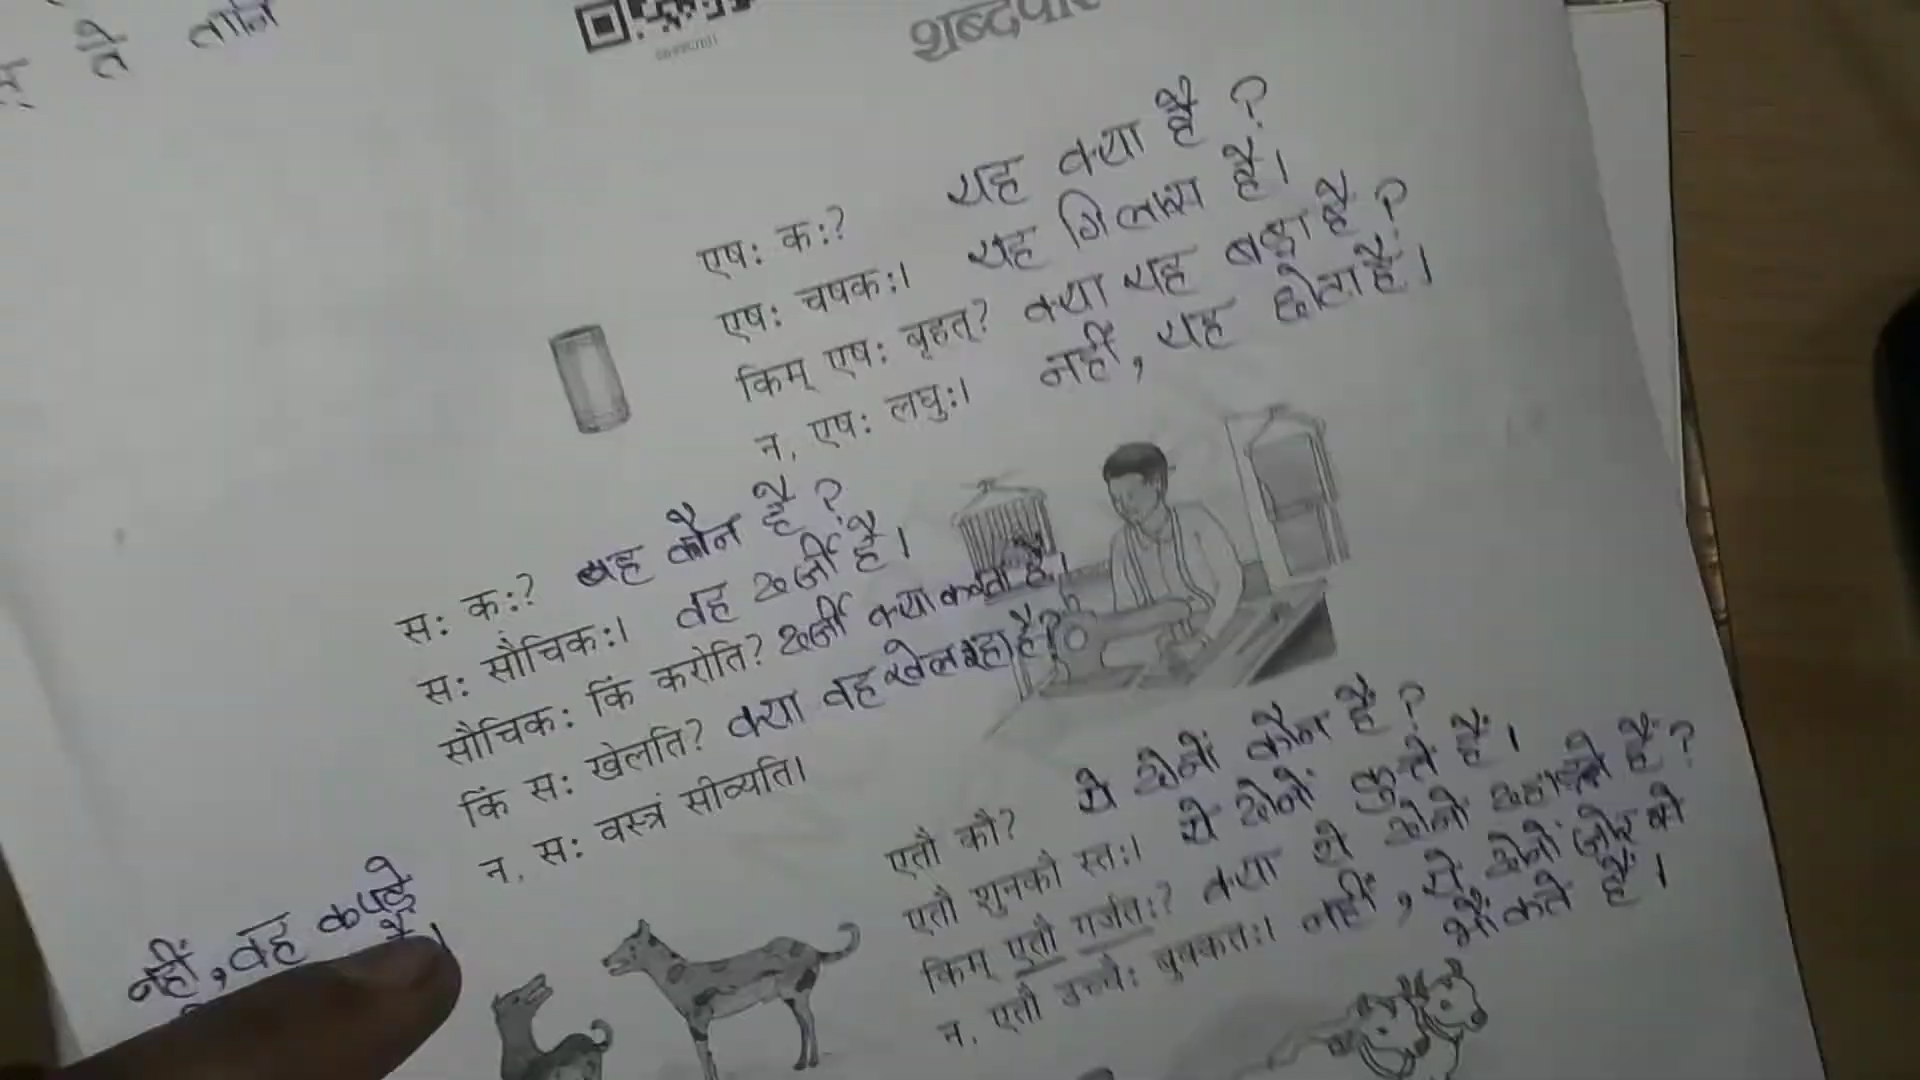 ते तानि
शब्दपरि
एषः कः? यह क्या है ?
एषः चषकः। यह गिलास है।
किम् एषः बृहत्? क्या यह बड़ा है ?
न, एषः लघुः। नहीं, यह छोटा है।
सः कः? वह कौन है ?
सः सौचिकः। वह दर्जी है।
सौचिकः किं करोति? दर्जी क्या करता है।
किं सः खेलति? क्या वह खेल रहा है?
न, सः वस्त्रं सीव्यति।
नहीं, वह कपड़े
है।
एतौ कौ? ये दोनों कौन हैं ?
एतौ शुनकौ स्तः। ये दोनों कुत्ते हैं।
किम् एतौ गर्जतः? क्या ये दोनों दहाड़ते हैं ?
न, एतौ उच्चैः बुक्कतः। नहीं, ये दोनों जोर से
भौंकते हैं।